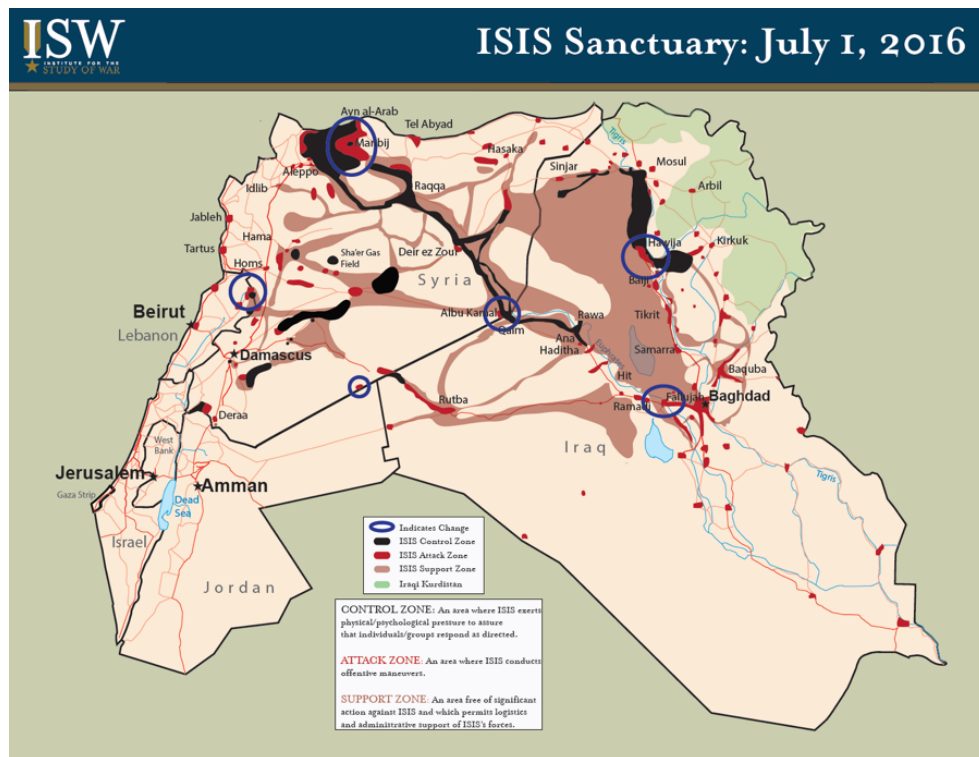 ISW
INSTITUTE FOR THE
STUDY OF WAR
ISIS Sanctuary: July 1, 2016
Ayn al-Arab
Tel Abyad
Manbij
Hasaka
Tigris
Mosul
Sinjar
Aleppo
Raqqa
Arbil
Idlib
Jableh
Hama
Tartus
Homs
Sha'er Gas
Field
Deir ez Zour
Hawija
Kirkuk
Syria
Baiji
Beirut
Lebanon
Albu Kamal
Qaim
Rawa
Tikrit
Ana
Haditha
Euphrates
Samarra
Damascus
Hit
Baquba
Rutba
Ramadi
Fallujah
Baghdad
Deraa
West
Bank
Iraq
Jerusalem
Gaza Strip
Amman
Tigris
Dead
Sea
Israel
Jordan
Indicates Change
ISIS Control Zone
ISIS Attack Zone
ISIS Support Zone
Iraqi Kurdistan
CONTROL ZONE: An area where ISIS exerts
physical/psychological pressure to assure
that individuals/groups respond as directed.
ATTACK ZONE: An area where ISIS conducts
offensive maneuvers.
SUPPORT ZONE: An area free of significant
action against ISIS and which permits logistics
and administrative support of ISIS's forces.